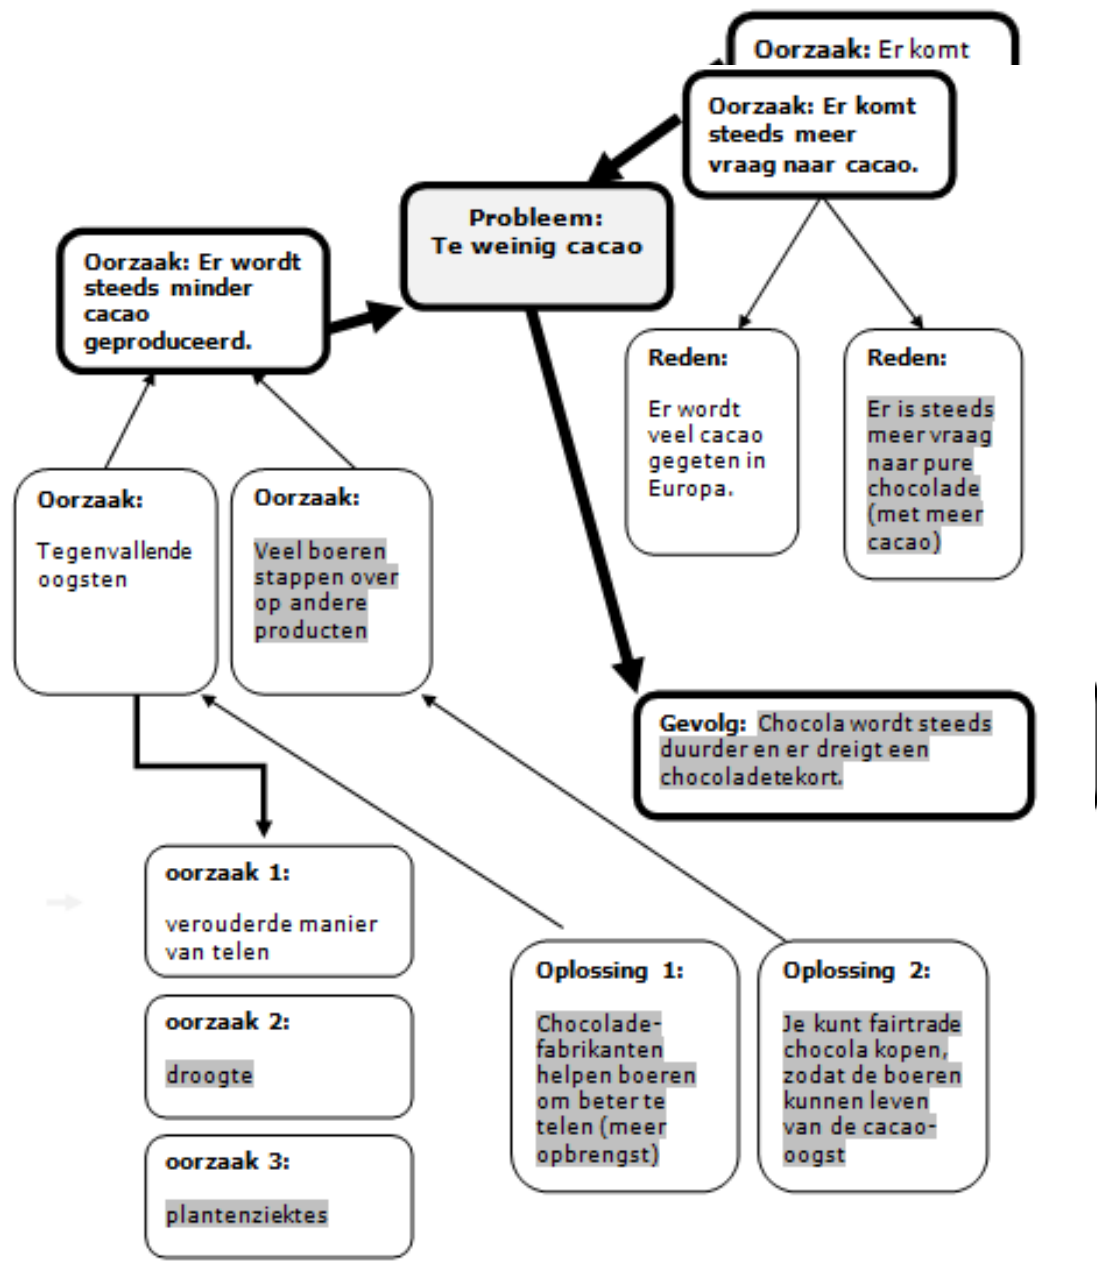 Oorzaak: Er komt
Oorzaak: Er komt
steeds meer
vraag naar cacao.
Probleem:
Te weinig cacao
Oorzaak: Er wordt
steeds minder
cacao
geproduceerd.
Reden:
Er wordt
veel cacao
gegeten in
Europa.
Reden:
Er is steeds
meer vraag
naar pure
chocolade
(met meer
cacao)
Oorzaak:
Tegenvallende
oogsten
Oorzaak:
Veel boeren
stappen over
op andere
producten
Gevolg: Chocola wordt steeds
duurder en er dreigt een
chocoladetekort.
oorzaak 1:
verouderde manier
van telen
oorzaak 2:
droogte
oorzaak 3:
plantenziektes
Oplossing 1:
Chocolade-
fabrikanten
helpen boeren
om beter te
telen (meer
opbrengst)
Oplossing 2:
Je kunt fairtrade
chocola kopen,
zodat de boeren
kunnen leven
van de cacao-
oogst